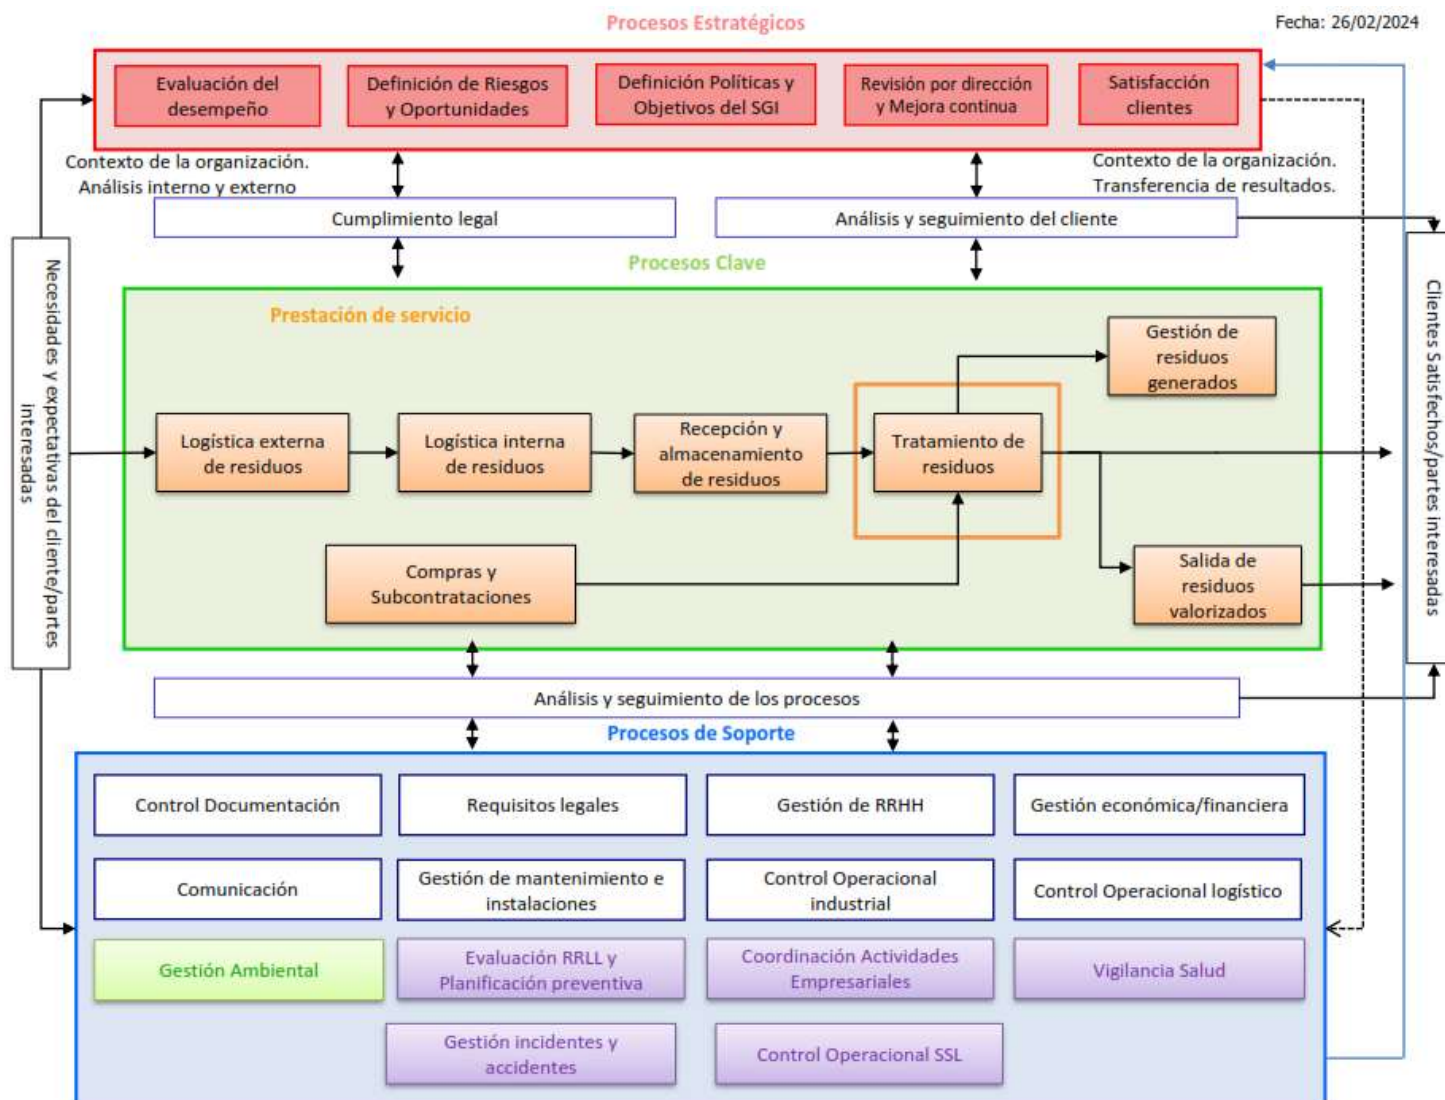 Procesos Estratégicos
Fecha: 26/02/2024
Evaluación del
desempeño
Definición de Riesgos
y Oportunidades
Definición Políticas y
Objetivos del SGI
Revisión por dirección
y Mejora continua
Satisfacción
clientes
Contexto de la organización.
Análisis interno y externo
Contexto de la organización.
Transferencia de resultados.
Cumplimiento legal
Análisis y seguimiento del cliente
Procesos Clave
Necesidades y expectativas del cliente/partes
interesadas
Prestación de servicio
Gestión de
residuos
generados
Logística externa
de residuos
Logística interna
de residuos
Recepción y
almacenamiento
de residuos
Tratamiento de
residuos
Compras y
Subcontrataciones
Salida de
residuos
valorizados
Clientes Satisfechos/partes interesadas
Análisis y seguimiento de los procesos
Procesos de Soporte
Control Documentación
Requisitos legales
Gestión de RRHH
Gestión económica/financiera
Comunicación
Gestión de mantenimiento e
instalaciones
Control Operacional
industrial
Control Operacional logístico
Gestión Ambiental
Evaluación RRLL y
Planificación preventiva
Coordinación Actividades
Empresariales
Vigilancia Salud
Gestión incidentes y
accidentes
Control Operacional SSL